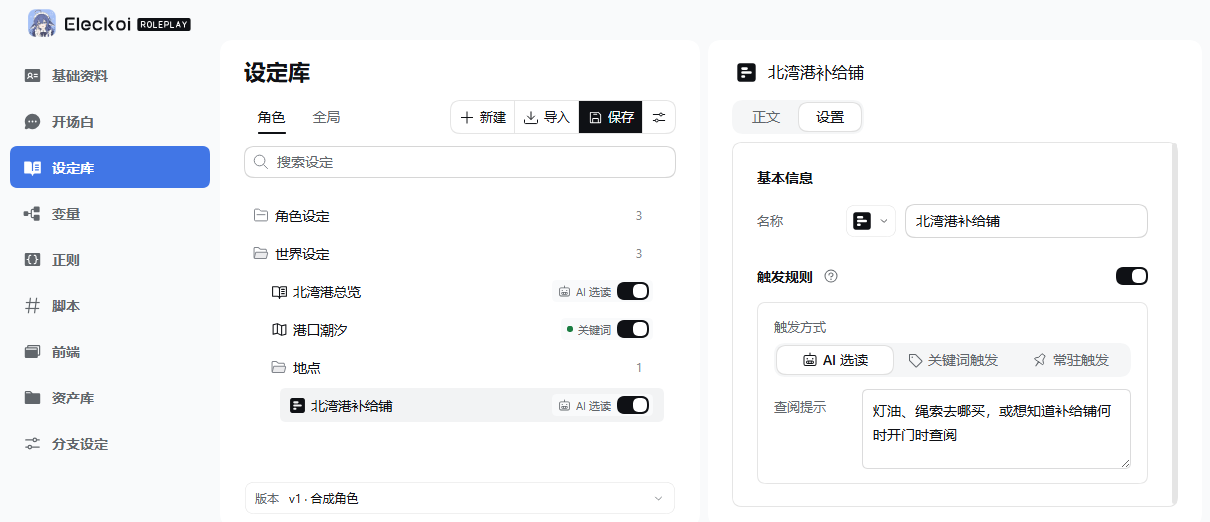 Eleckoi ROLEPLAY
基础资料
开场白
设定库
变量
正则
脚本
前端
资产库
分支设定
设定库
角色 全局
新建 导入 保存
搜索设定
角色设定 3
世界设定 3
北湾港总览 AI 选读
港口潮汐 关键词
地点 1
北湾港补给铺 AI 选读
版本 v1 · 合成角色
北湾港补给铺
正文 设置
基本信息
名称 北湾港补给铺
触发规则 ?
触发方式
AI 选读 关键词触发 常驻触发
查阅提示 灯油、绳索去哪买，或想知道补给铺何
时开门时查阅